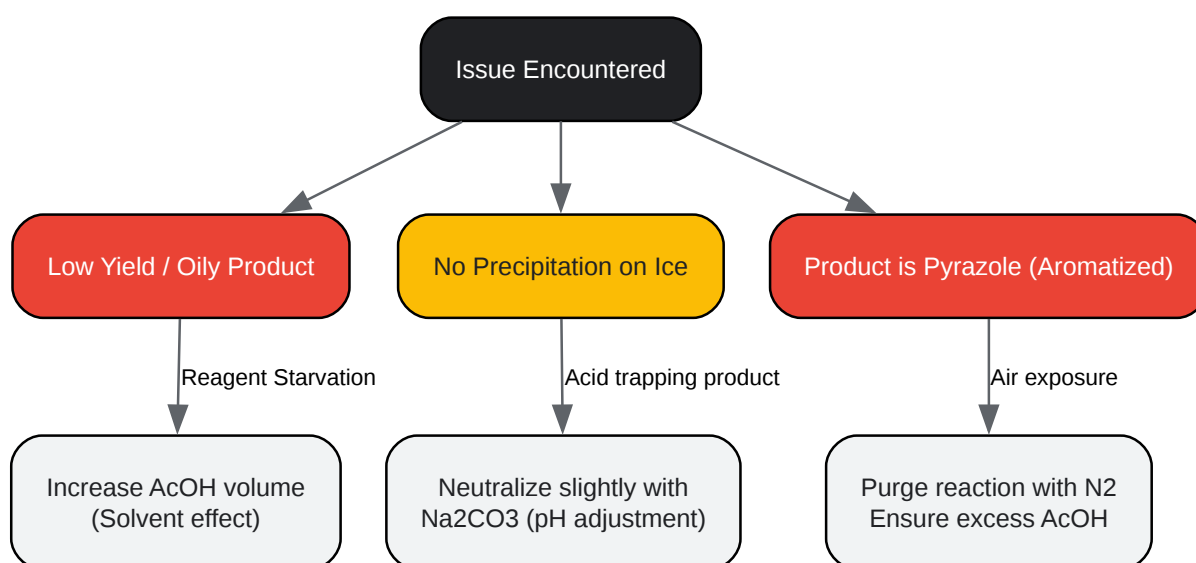 Issue Encountered
Low Yield / Oily Product
No Precipitation on Ice
Product is Pyrazole (Aromatized)
Reagent Starvation
Acid trapping product
Air exposure
Increase AcOH volume
(Solvent effect)
Neutralize slightly with
Na2CO3 (pH adjustment)
Purge reaction with N2
Ensure excess AcOH